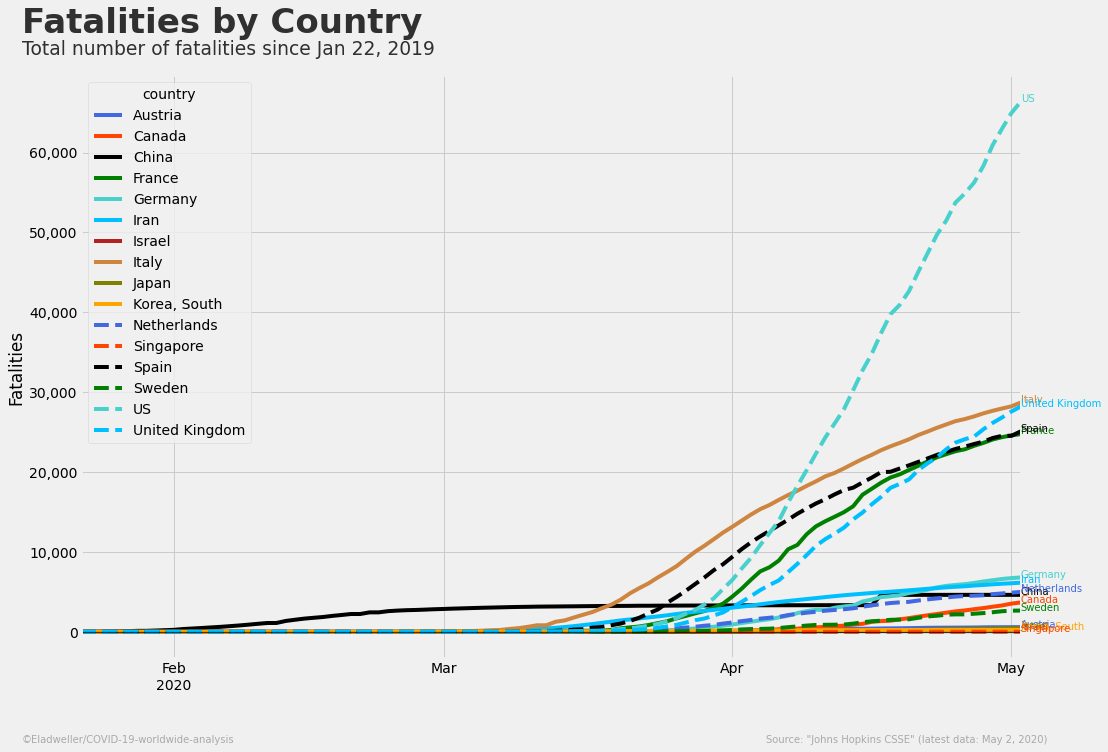 Fatalities by Country
Total number of fatalities since Jan 22, 2019
country
Austria
Canada
China
France
Germany
Iran
Israel
Italy
Japan
Korea, South
Netherlands
Singapore
Spain
Sweden
US
United Kingdom
Fatalities
60,000
50,000
40,000
30,000
20,000
10,000
0
Feb
2020
Mar
Apr
May
US
Italy
United Kingdom
Spain
France
Germany
Iran
Netherlands
China
Canada
Sweden
Austria
South
Singapore
©Eladweller/COVID-19-worldwide-analysis
Source: "Johns Hopkins CSSE" (latest data: May 2, 2020)